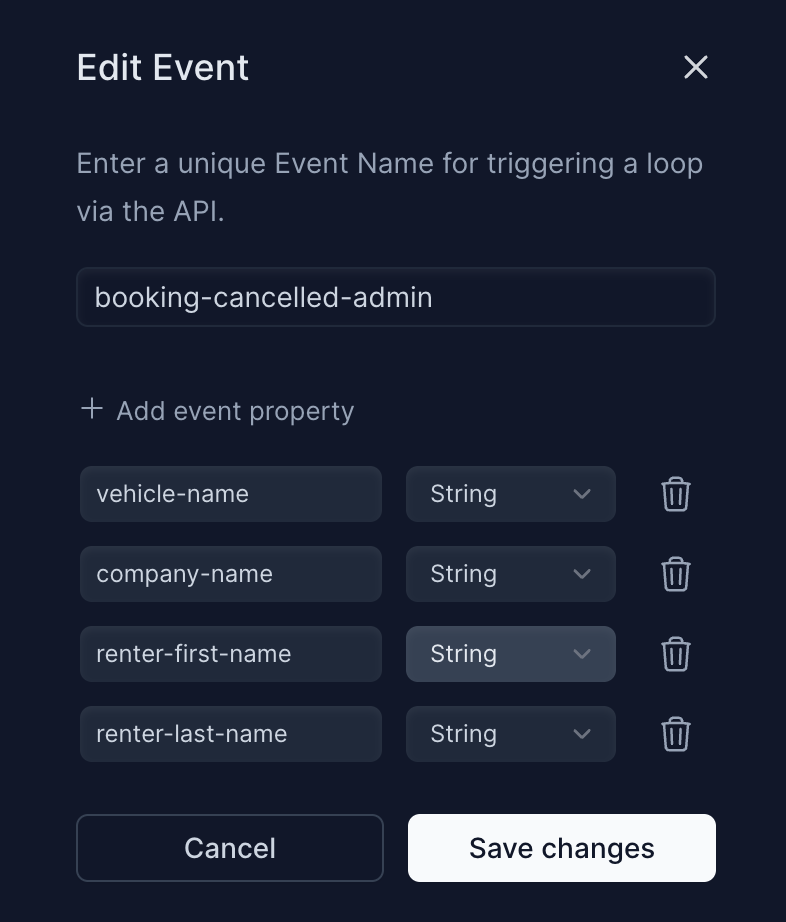 Edit Event
Enter a unique Event Name for triggering a loop
via the API.
booking-cancelled-admin
Add event property
vehicle-name String
company-name String
renter-first-name String
renter-last-name String
Cancel Save changes